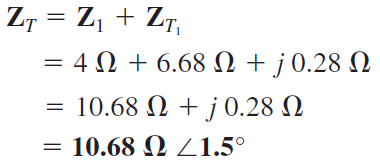 Z_T = Z_1 + Z_{T_1}
= 4 Ω + 6.68 Ω + j 0.28 Ω
= 10.68 Ω + j 0.28 Ω
= 10.68 Ω ∠1.5°